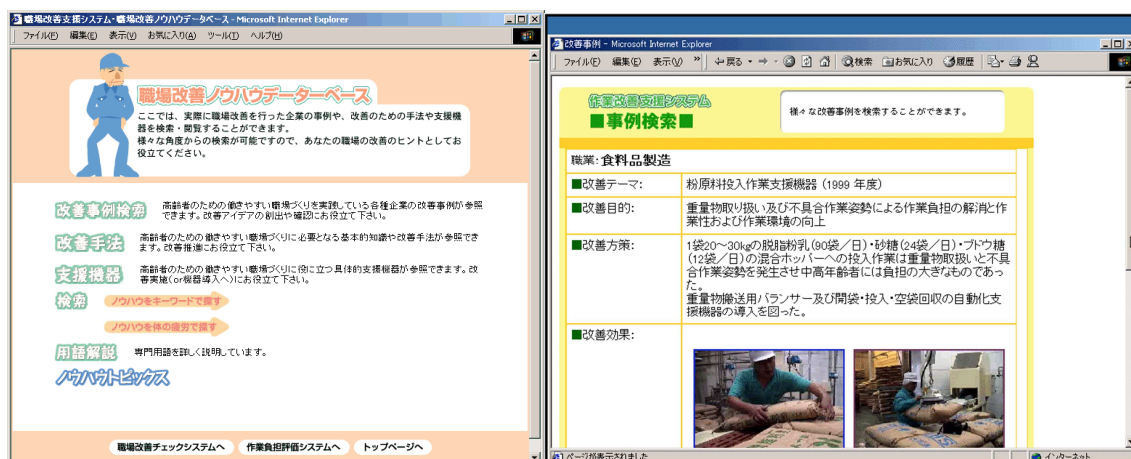 職場改善支援システム・職場改善ノウハウデータベース - Microsoft Internet Explorer
ファイル(F) 編集(E) 表示(V) お気に入り(A) ツール(T) ヘルプ(H)
職場改善ノウハウデーターベース
ここでは、実際に職場改善を行った企業の事例や、改善のための手法や支援機
器を検索・閲覧することができます。
様々な角度からの検索が可能ですので、あなたの職場の改善のヒントとしてお
役立てください。
改善事例検索
高齢者のための働きやすい職場づくりを実践している各種企業の改善事例が参照
できます。改善アイデアの創出や確認にお役立て下さい。
改善手法
高齢者のための働きやすい職場づくりに必要となる基本的知識や改善手法が参照でき
ます。改善推進にお役立て下さい。
支援機器
高齢者のための働きやすい職場づくりに役に立つ具体的支援機器が参照できます。改
善実施(or機器導入へ)にお役立て下さい。
検索
ノウハウをキーワードで探す
ノウハウを体の疲労で探す
用語解説
専門用語を詳しく説明しています。
ノウハウトピックス
職場改善チェックシステムへ 作業負担評価システムへ トップページへ
改善事例 - Microsoft Internet Explorer
ファイル(F) 編集(E) 表示(V) » 戻る 検索 お気に入り 履歴
作業改善支援システム
■事例検索■
様々な改善事例を検索することができます。
職業: 食料品製造
■改善テーマ: 粉原料投入作業支援機器 (1999 年度)
■改善目的: 重量物取り扱い及び不具合作業姿勢による作業負担の解消と作
業性および作業環境の向上
■改善方策: 1袋20～30kgの脱脂粉乳(90袋／日)・砂糖(24袋／日)・ブドウ糖
(12袋／日)の混合ホッパーへの投入作業は重量物取扱いと不具
合作業姿勢を発生させ中高年齢者には負担の大きなものであっ
た。
重量物搬送用バランサー及び開袋・投入・空袋回収の自動化支
援機器の導入を図った。
■改善効果:
ページが表示されました
インターネット